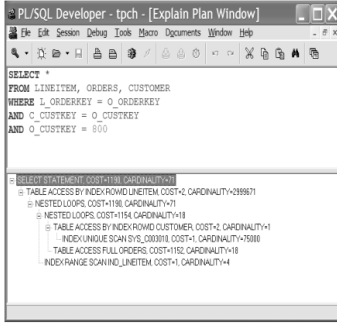 PL/SQL Developer - tpch - [Explain Plan Window]
File Edit Session Debug Tools Macro Documents Window Help
SELECT *
FROM LINEITEM, ORDERS, CUSTOMER
WHERE L_ORDERKEY = O_ORDERKEY
AND C_CUSTKEY = O_CUSTKEY
AND O_CUSTKEY = 800
SELECT STATEMENT, COST=1190, CARDINALITY=71
TABLE ACCESS BY INDEX ROWID LINEITEM, COST=2, CARDINALITY=2999671
NESTED LOOPS, COST=1190, CARDINALITY=71
NESTED LOOPS, COST=1154, CARDINALITY=18
TABLE ACCESS BY INDEX ROWID CUSTOMER, COST=2, CARDINALITY=1
INDEX UNIQUE SCAN SYS_C003010, COST=1, CARDINALITY=75000
TABLE ACCESS FULL ORDERS, COST=1152, CARDINALITY=18
INDEX RANGE SCAN IND_LINEITEM, COST=1, CARDINALITY=4